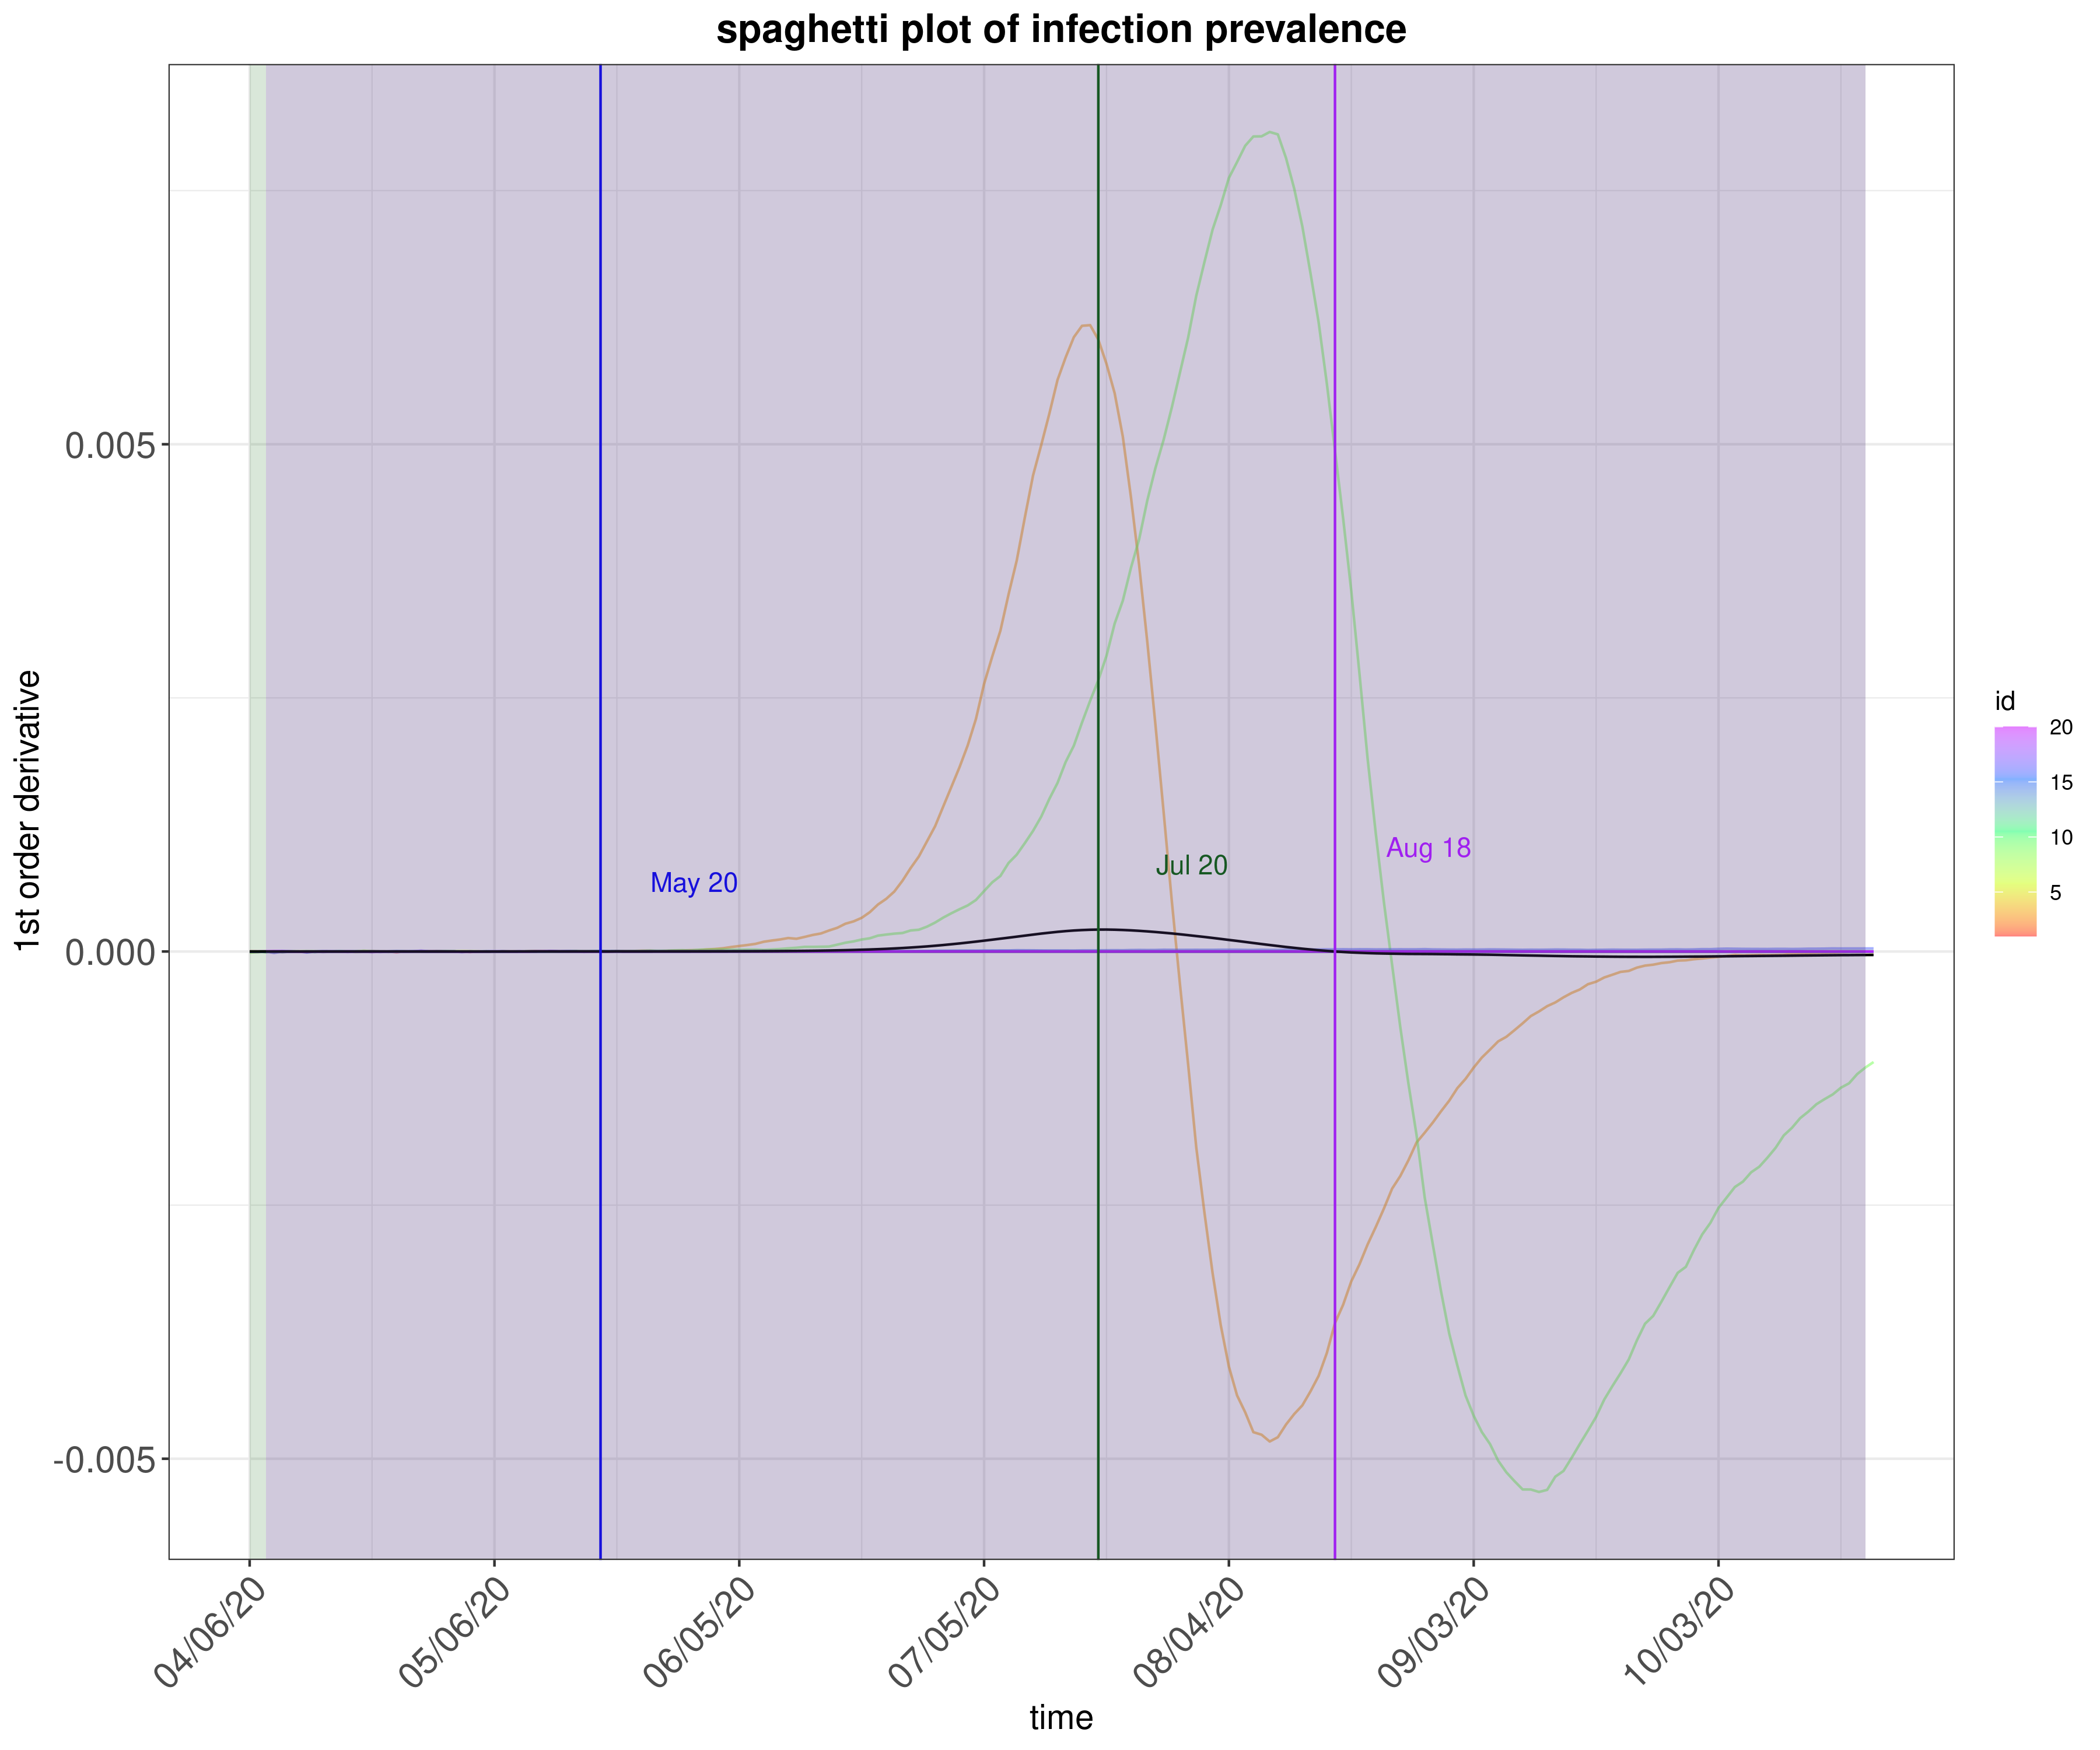 spaghetti plot of infection prevalence
1st order derivative
0.005
0.000
-0.005
May 20
Jul 20
Aug 18
04/06/20
05/06/20
06/05/20
07/05/20
08/04/20
09/03/20
10/03/20
time
id
20
15
10
5